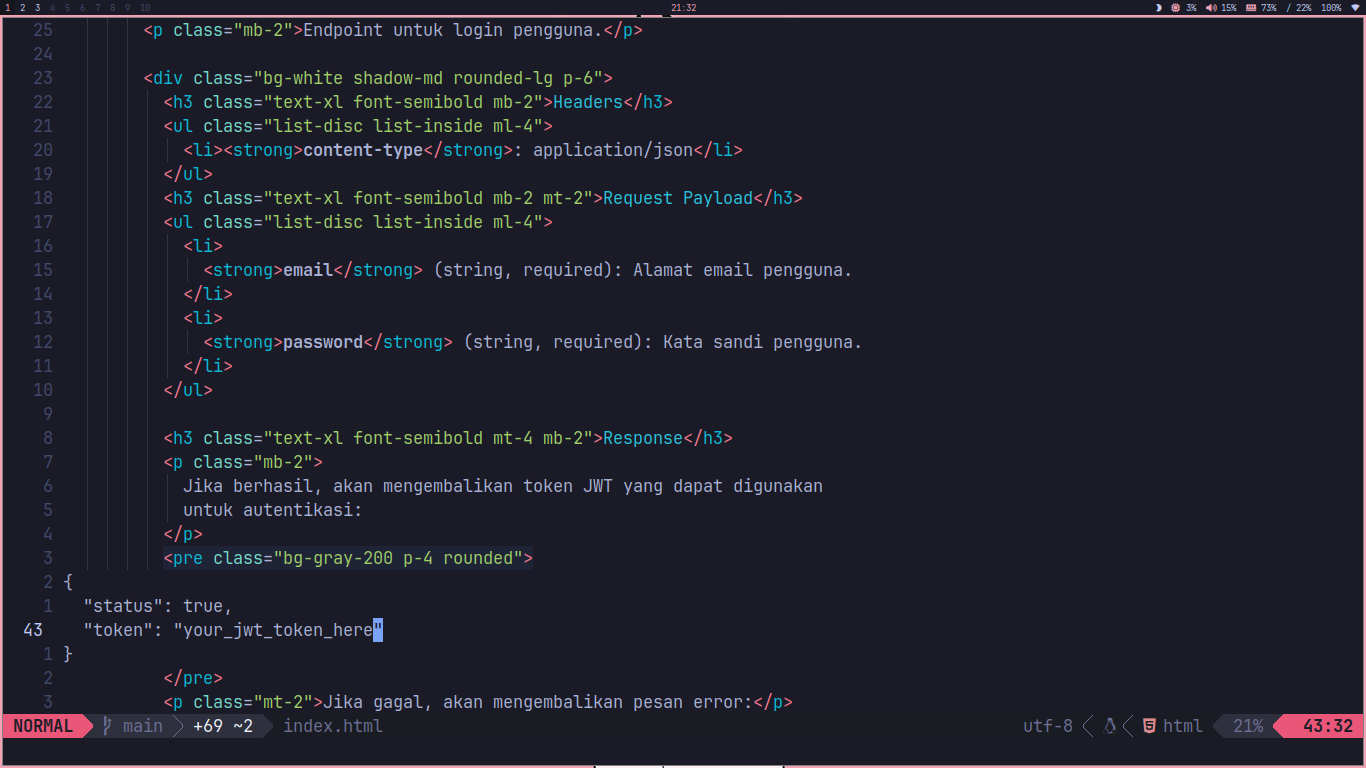 1 2 3 4 5 6 7 8 9 10 21:32 3% 15% 73% / 22% 100%
25 <p class="mb-2">Endpoint untuk login pengguna.</p>
24
23 <div class="bg-white shadow-md rounded-lg p-6">
22 <h3 class="text-xl font-semibold mb-2">Headers</h3>
21 <ul class="list-disc list-inside ml-4">
20 <li><strong>content-type</strong>: application/json</li>
19 </ul>
18 <h3 class="text-xl font-semibold mb-2 mt-2">Request Payload</h3>
17 <ul class="list-disc list-inside ml-4">
16 <li>
15 <strong>email</strong> (string, required): Alamat email pengguna.
14 </li>
13 <li>
12 <strong>password</strong> (string, required): Kata sandi pengguna.
11 </li>
10 </ul>
9
8 <h3 class="text-xl font-semibold mt-4 mb-2">Response</h3>
7 <p class="mb-2">
6 Jika berhasil, akan mengembalikan token JWT yang dapat digunakan
5 untuk autentikasi:
4 </p>
3 <pre class="bg-gray-200 p-4 rounded">
2 {
1 "status": true,
43 "token": "your_jwt_token_here"
1 }
2 </pre>
3 <p class="mt-2">Jika gagal, akan mengembalikan pesan error:</p>
NORMAL main +69 ~2 index.html utf-8 html 21% 43:32